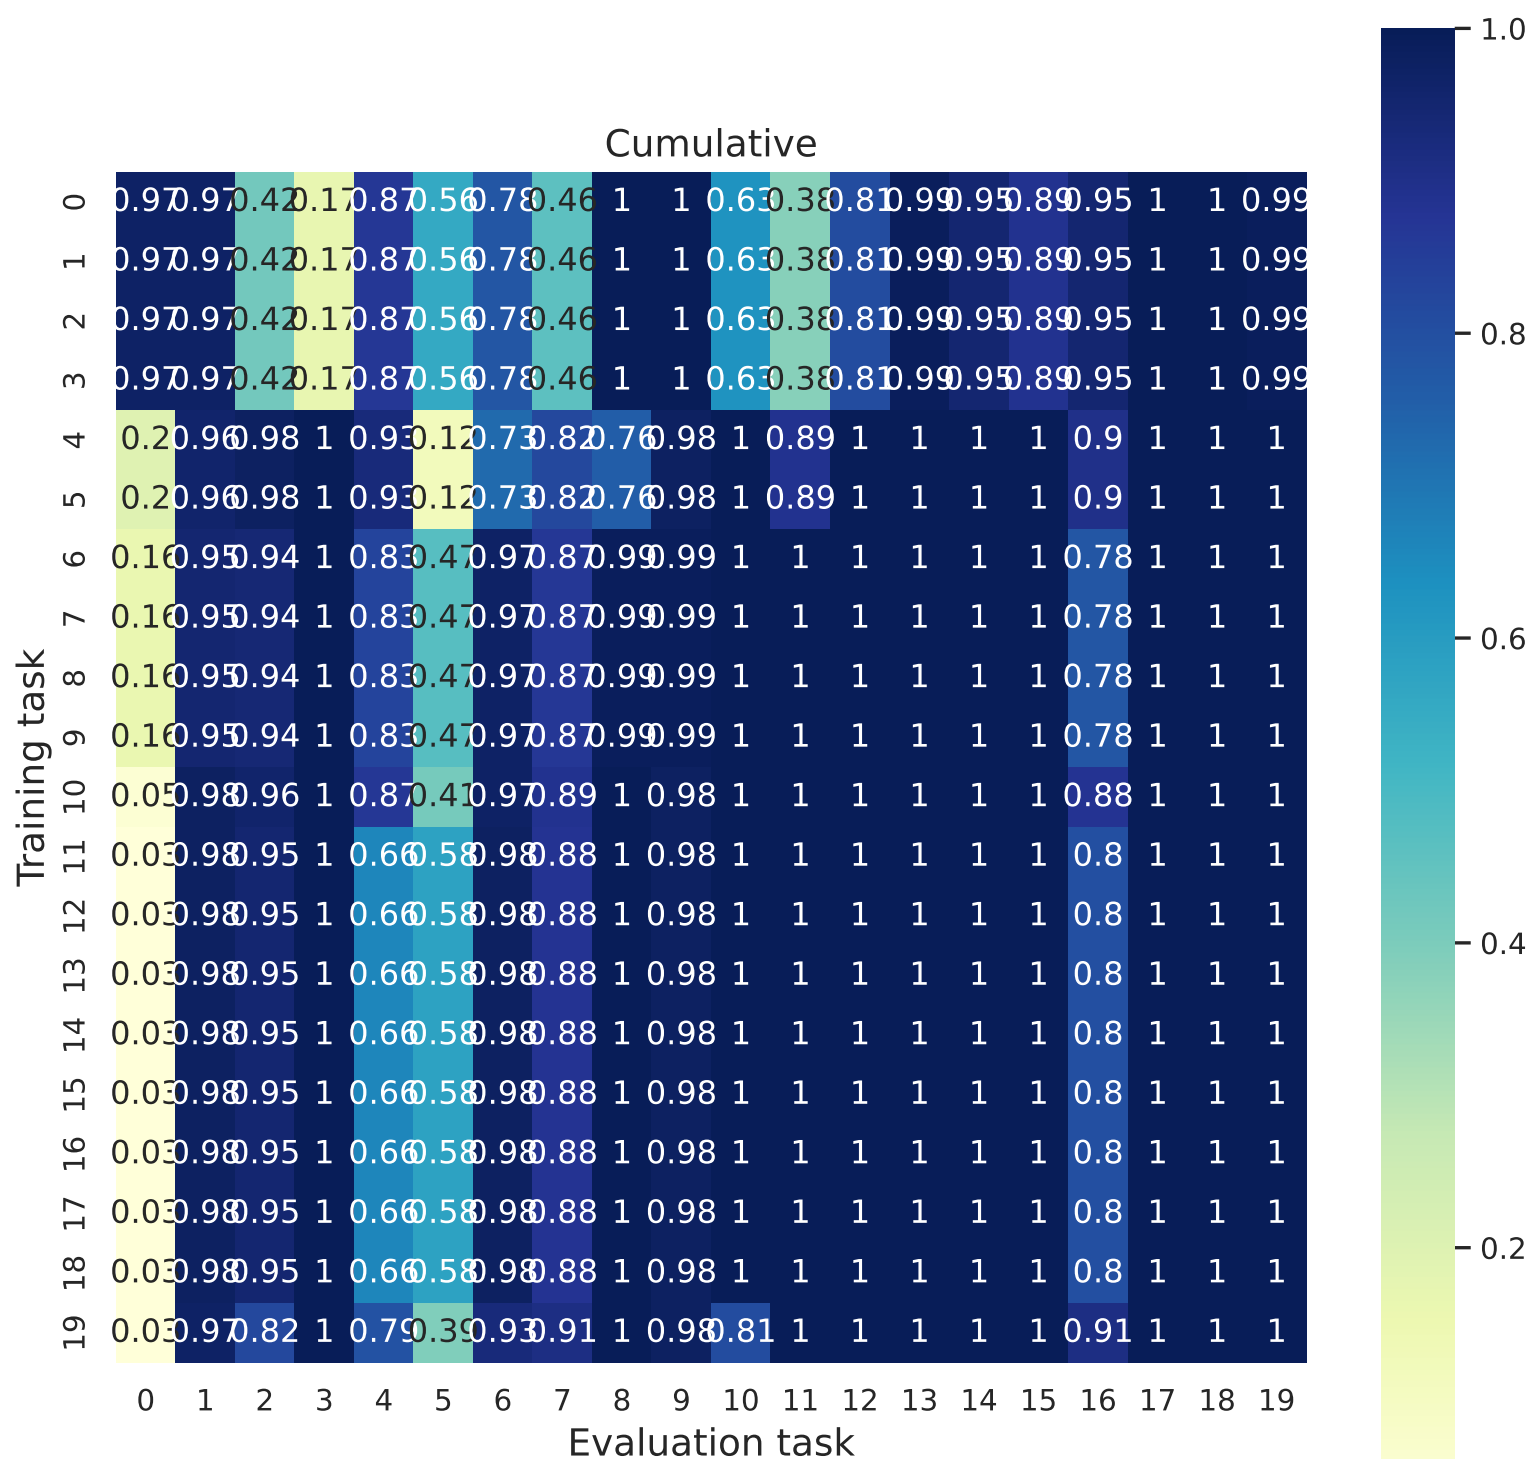 Cumulative
1.0
0.8
0.6
0.4
0.2
Training task
0 0.97 0.97 0.42 0.17 0.87 0.56 0.78 0.46 1 1 0.63 0.38 0.81 0.99 0.95 0.89 0.95 1 1 0.99
1 0.97 0.97 0.42 0.17 0.87 0.56 0.78 0.46 1 1 0.63 0.38 0.81 0.99 0.95 0.89 0.95 1 1 0.99
2 0.97 0.97 0.42 0.17 0.87 0.56 0.78 0.46 1 1 0.63 0.38 0.81 0.99 0.95 0.89 0.95 1 1 0.99
3 0.97 0.97 0.42 0.17 0.87 0.56 0.78 0.46 1 1 0.63 0.38 0.81 0.99 0.95 0.89 0.95 1 1 0.99
4 0.2 0.96 0.98 1 0.93 0.12 0.73 0.82 0.76 0.98 1 0.89 1 1 1 1 0.9 1 1 1
5 0.2 0.96 0.98 1 0.93 0.12 0.73 0.82 0.76 0.98 1 0.89 1 1 1 1 0.9 1 1 1
6 0.16 0.95 0.94 1 0.83 0.47 0.97 0.87 0.99 0.99 1 1 1 1 1 1 0.78 1 1 1
7 0.16 0.95 0.94 1 0.83 0.47 0.97 0.87 0.99 0.99 1 1 1 1 1 1 0.78 1 1 1
8 0.16 0.95 0.94 1 0.83 0.47 0.97 0.87 0.99 0.99 1 1 1 1 1 1 0.78 1 1 1
9 0.16 0.95 0.94 1 0.83 0.47 0.97 0.87 0.99 0.99 1 1 1 1 1 1 0.78 1 1 1
10 0.05 0.98 0.96 1 0.87 0.41 0.97 0.89 1 0.98 1 1 1 1 1 1 0.88 1 1 1
11 0.03 0.98 0.95 1 0.66 0.58 0.98 0.88 1 0.98 1 1 1 1 1 1 0.8 1 1 1
12 0.03 0.98 0.95 1 0.66 0.58 0.98 0.88 1 0.98 1 1 1 1 1 1 0.8 1 1 1
13 0.03 0.98 0.95 1 0.66 0.58 0.98 0.88 1 0.98 1 1 1 1 1 1 0.8 1 1 1
14 0.03 0.98 0.95 1 0.66 0.58 0.98 0.88 1 0.98 1 1 1 1 1 1 0.8 1 1 1
15 0.03 0.98 0.95 1 0.66 0.58 0.98 0.88 1 0.98 1 1 1 1 1 1 0.8 1 1 1
16 0.03 0.98 0.95 1 0.66 0.58 0.98 0.88 1 0.98 1 1 1 1 1 1 0.8 1 1 1
17 0.03 0.98 0.95 1 0.66 0.58 0.98 0.88 1 0.98 1 1 1 1 1 1 0.8 1 1 1
18 0.03 0.98 0.95 1 0.66 0.58 0.98 0.88 1 0.98 1 1 1 1 1 1 0.8 1 1 1
19 0.03 0.97 0.82 1 0.79 0.39 0.93 0.91 1 0.98 0.81 1 1 1 1 1 0.91 1 1 1
0 1 2 3 4 5 6 7 8 9 10 11 12 13 14 15 16 17 18 19
Evaluation task